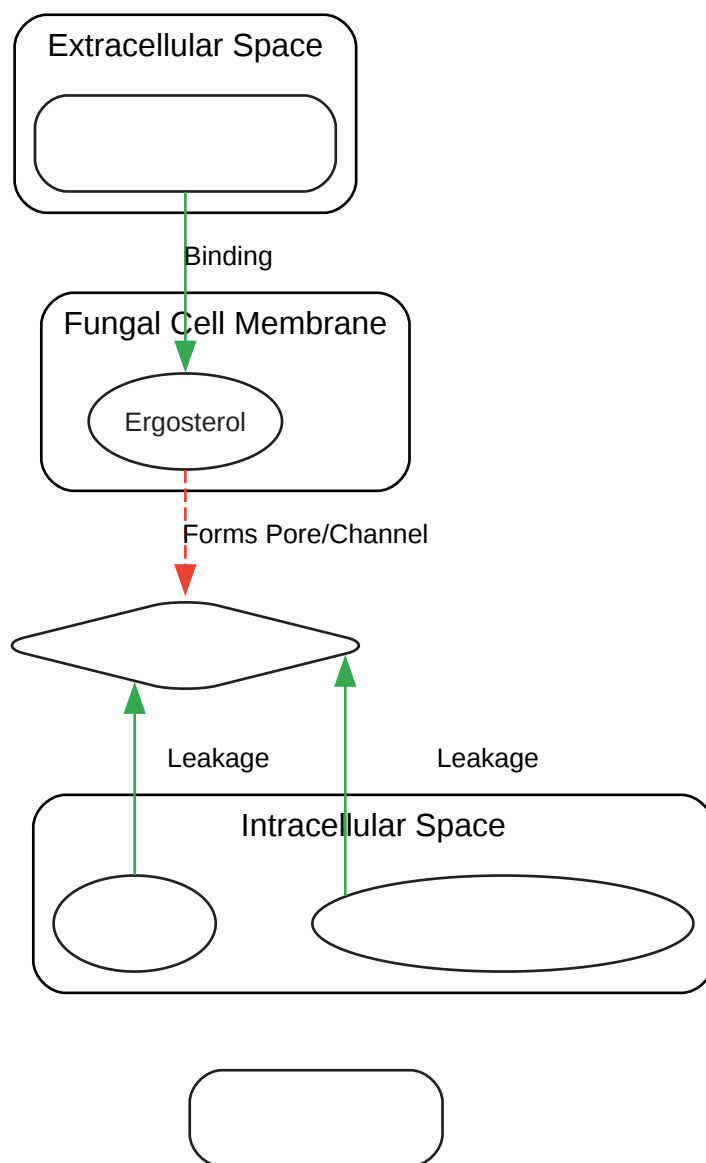 Extracellular Space
Binding
Fungal Cell Membrane
Ergosterol
Forms Pore/Channel
Leakage
Leakage
Intracellular Space